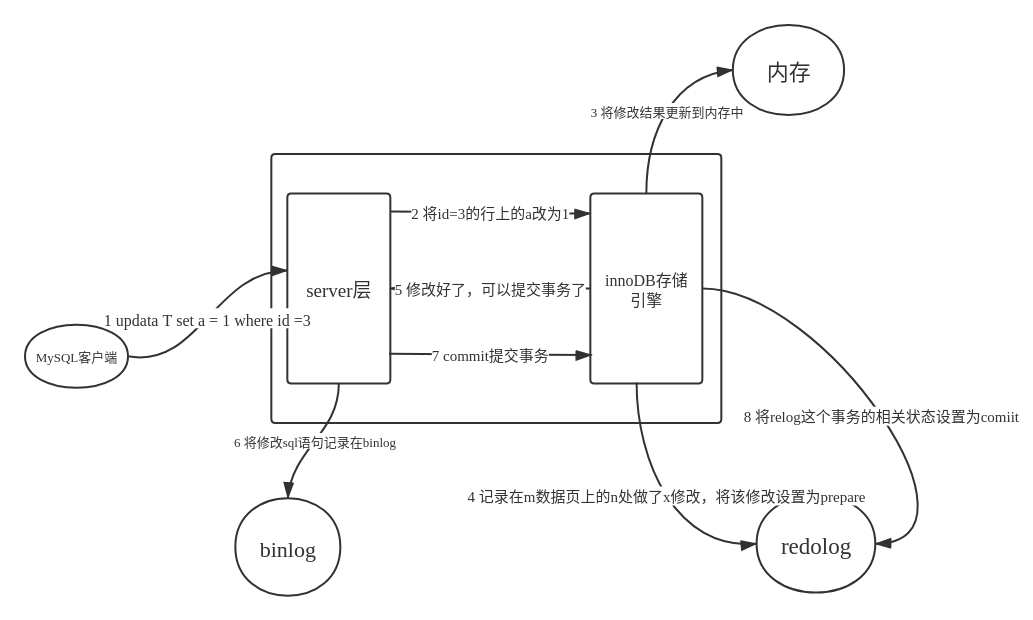 内存
3 将修改结果更新到内存中
2 将id=3的行上的a改为1
server层
5 修改好了，可以提交事务了
innoDB存储
引擎
1 updata T set a = 1 where id =3
MySQL客户端
7 commit提交事务
8 将relog这个事务的相关状态设置为comiit
6 将修改sql语句记录在binlog
4 记录在m数据页上的n处做了x修改，将该修改设置为prepare
binlog
redolog